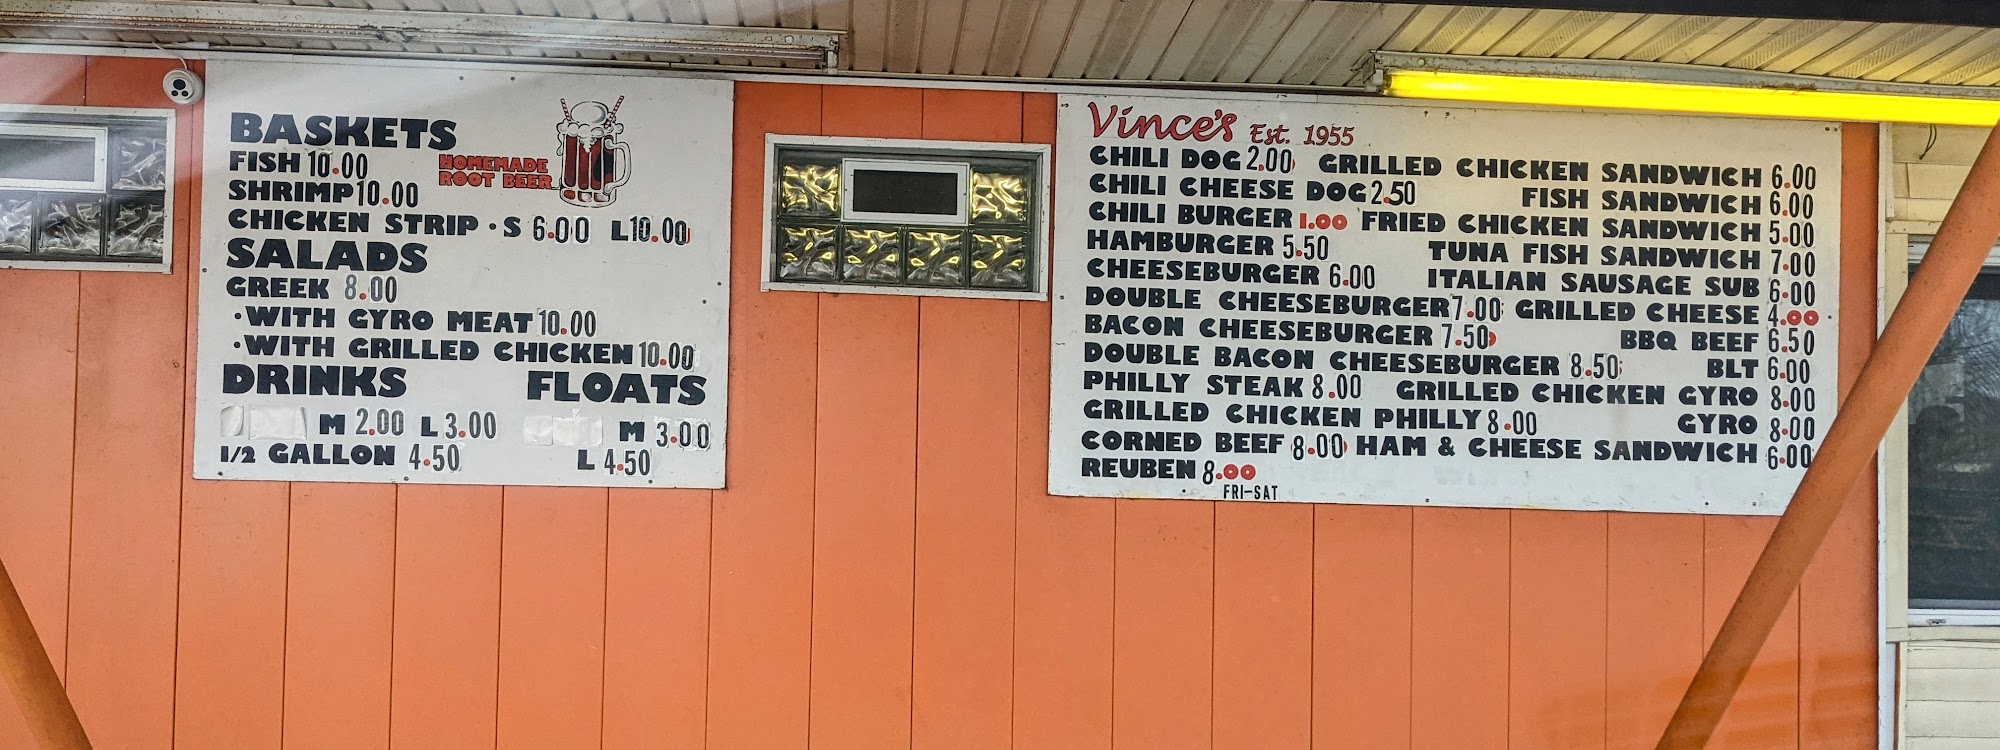 BASKETS
FISH 10.00
SHRIMP 10.00
CHICKEN STRIP • S 6.00 L 10.00
HOMEMADE
ROOT BEER
SALADS
GREEK 8.00
• WITH GYRO MEAT 10.00
• WITH GRILLED CHICKEN 10.00
DRINKS
M 2.00 L 3.00
1/2 GALLON 4.50
FLOATS
M 3.00
L 4.50
Vince's Est. 1955
CHILI DOG 2.00 GRILLED CHICKEN SANDWICH 6.00
CHILI CHEESE DOG 2.50 FISH SANDWICH 6.00
CHILI BURGER 1.00 FRIED CHICKEN SANDWICH 5.00
HAMBURGER 5.50 TUNA FISH SANDWICH 7.00
CHEESEBURGER 6.00 ITALIAN SAUSAGE SUB 6.00
DOUBLE CHEESEBURGER 7.00 GRILLED CHEESE 4.00
BACON CHEESEBURGER 7.50 BBQ BEEF 6.50
DOUBLE BACON CHEESEBURGER 8.50 BLT 6.00
PHILLY STEAK 8.00 GRILLED CHICKEN GYRO 8.00
GRILLED CHICKEN PHILLY 8.00 GYRO 8.00
CORNED BEEF 8.00 HAM & CHEESE SANDWICH 6.00
REUBEN 8.00
FRI-SAT